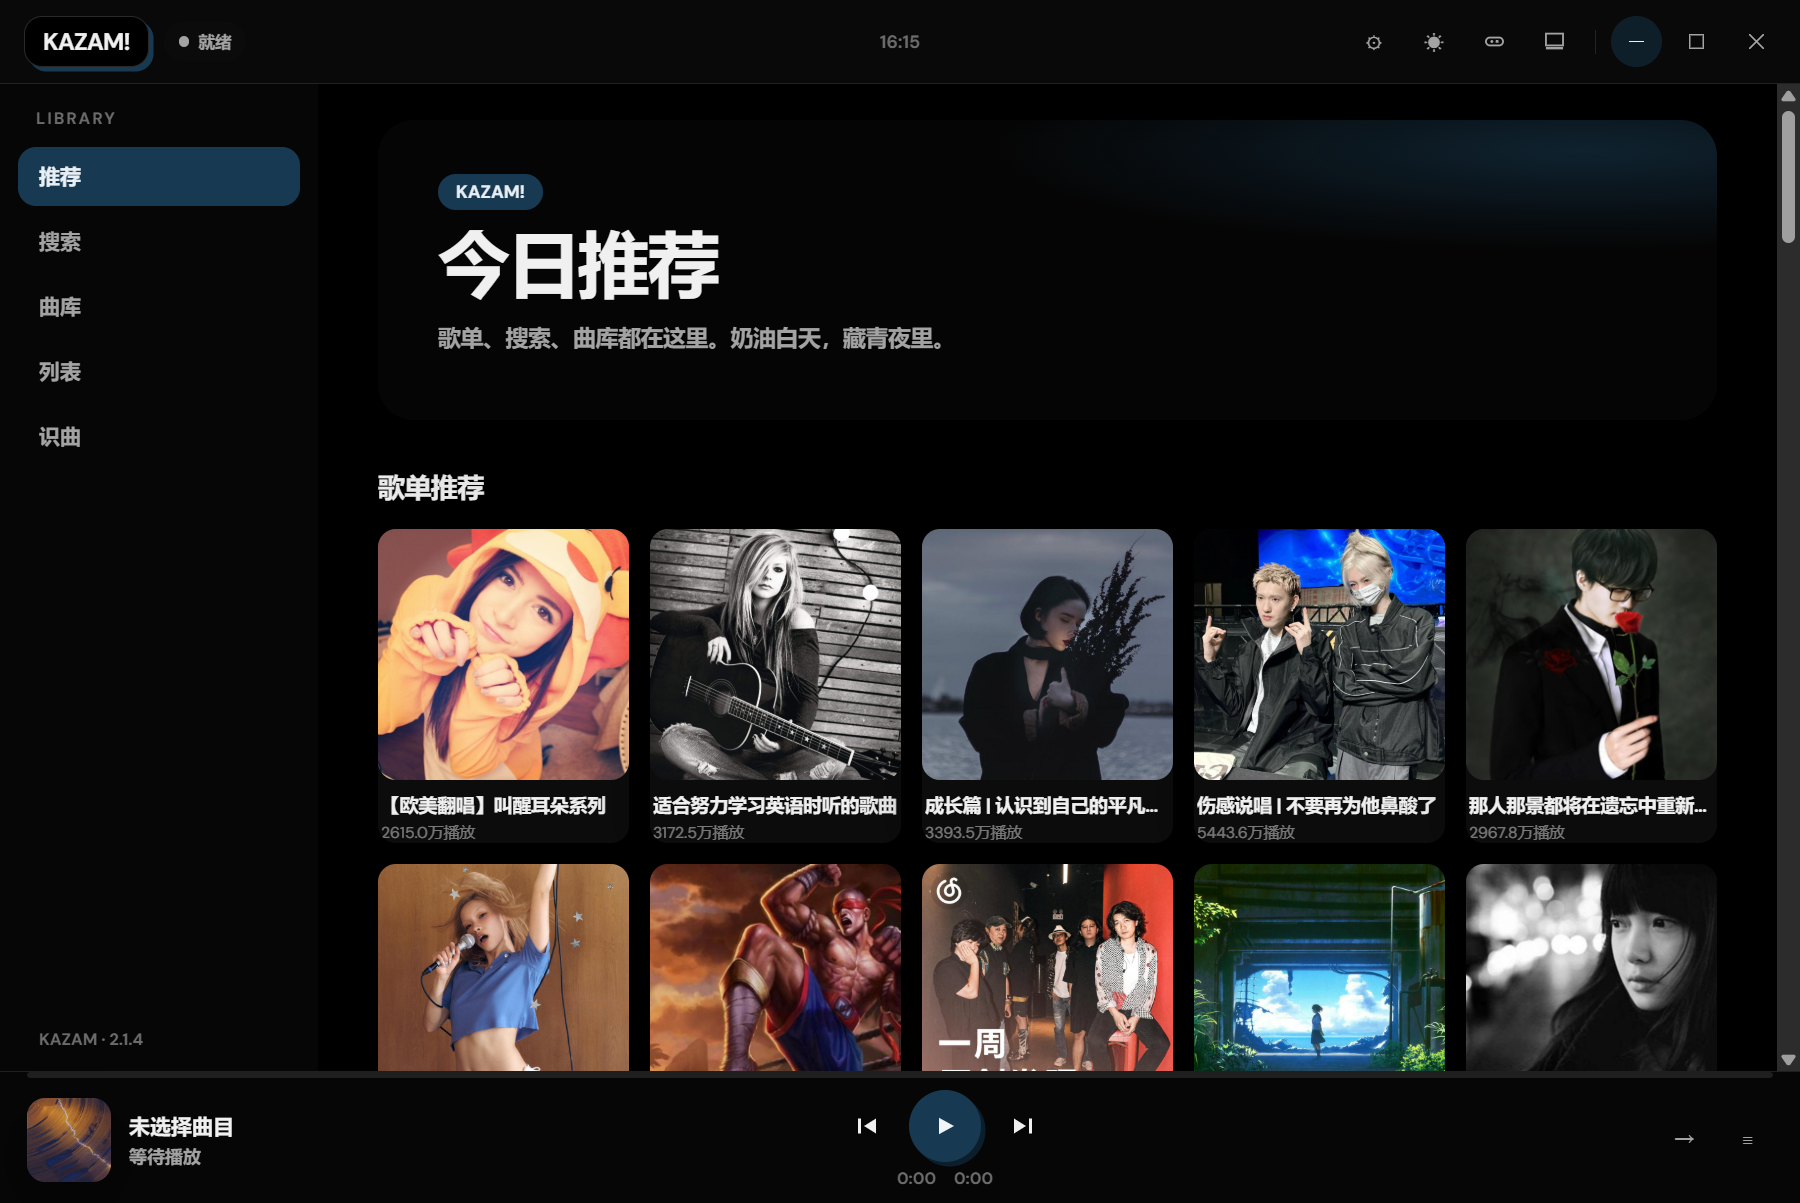 KAZAM!
就绪
16:15
LIBRARY
推荐
搜索
曲库
列表
识曲
KAZAM · 2.1.4
KAZAM!
今日推荐
歌单、搜索、曲库都在这里。奶油白天，藏青夜里。
歌单推荐
【欧美翻唱】叫醒耳朵系列
2615.0万播放
适合努力学习英语时听的歌曲
3172.5万播放
成长篇 | 认识到自己的平凡...
3393.5万播放
伤感说唱 | 不要再为他鼻酸了
5443.6万播放
那人那景都将在遗忘中重新...
2967.8万播放
一周
未选择曲目
等待播放
0:00 0:00